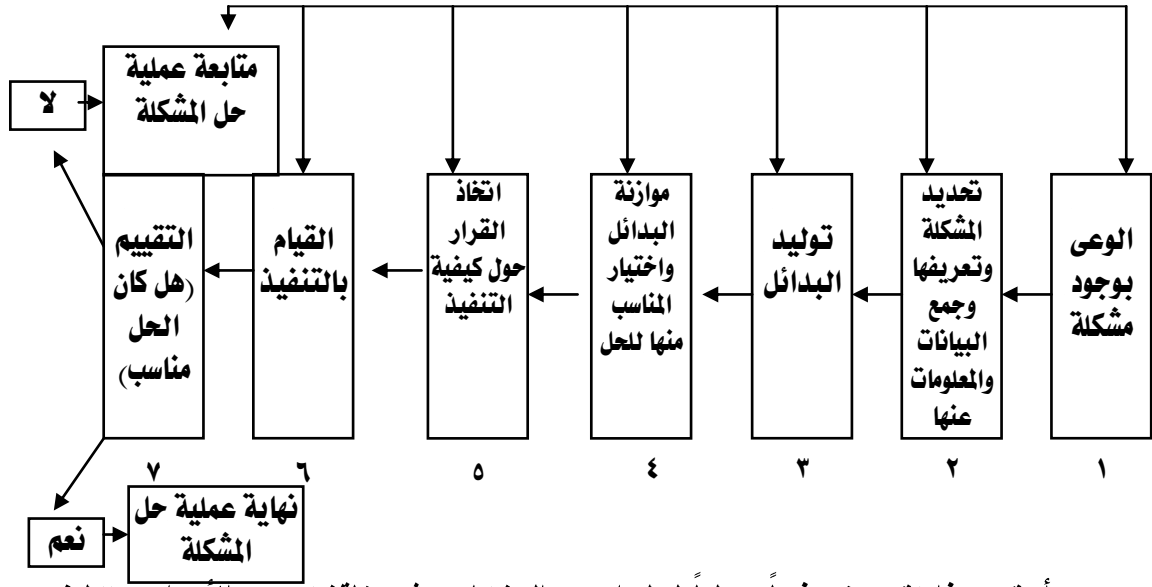 متابعة عملية
حل المشكلة
لا
الوعى
بوجود
مشكلة
تحديد
المشكلة
وتعريفها
وجمع
البيانات
والمعلومات
عنها
توليد
البدائل
موازنة
البدائل
واختيار
المناسب
منها للحل
اتخاذ
القرار
حول كيفية
التنفيذ
القيام
بالتنفيذ
التقييم
(هل كان
الحل
مناسب)
١
٢
٣
٤
٥
٦
٧
نهاية عملية حل
المشكلة
نعم